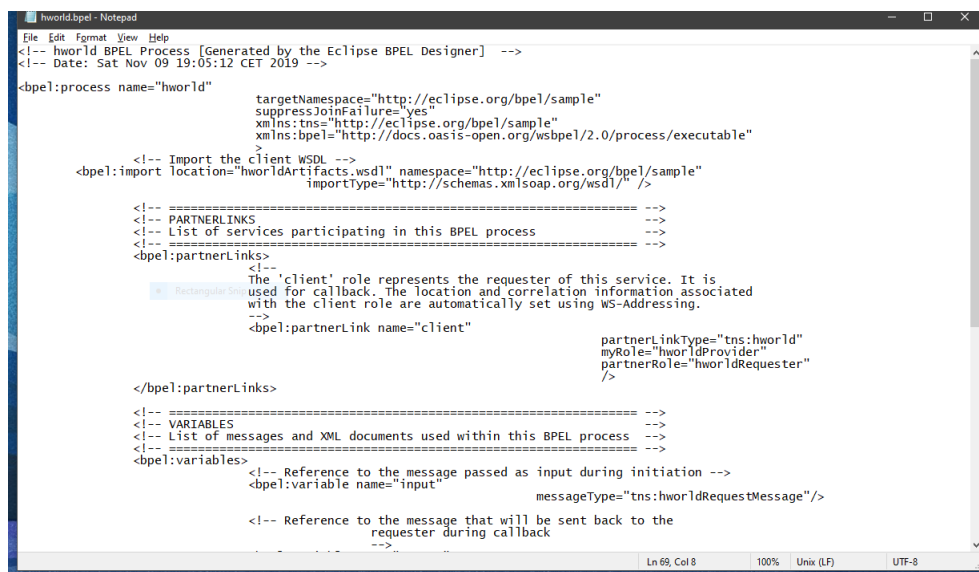 hworld.bpel - Notepad
File Edit Format View Help
<!-- hworld BPEL Process [Generated by the Eclipse BPEL Designer]  -->
<!-- Date: Sat Nov 09 19:05:12 CET 2019 -->
<bpel:process name="hworld"
targetNamespace="http://eclipse.org/bpel/sample"
suppressJoinFailure="yes"
xmlns:tns="http://eclipse.org/bpel/sample"
xmlns:bpel="http://docs.oasis-open.org/wsbpel/2.0/process/executable"
>
<!-- Import the client WSDL -->
<bpel:import location="hworldArtifacts.wsdl" namespace="http://eclipse.org/bpel/sample"
importType="http://schemas.xmlsoap.org/wsdl/" />
<!-- ================================================================= -->
<!-- PARTNERLINKS                                                      -->
<!-- List of services participating in this BPEL process               -->
<!-- ================================================================= -->
<bpel:partnerLinks>
<!--
The 'client' role represents the requester of this service. It is
Rectangular Snip used for callback. The location and correlation information associated
with the client role are automatically set using WS-Addressing.
-->
<bpel:partnerLink name="client"
partnerLinkType="tns:hworld"
myRole="hworldProvider"
partnerRole="hworldRequester"
/>
</bpel:partnerLinks>
<!-- ================================================================= -->
<!-- VARIABLES                                                         -->
<!-- List of messages and XML documents used within this BPEL process  -->
<!-- ================================================================= -->
<bpel:variables>
<!-- Reference to the message passed as input during initiation -->
<bpel:variable name="input"
messageType="tns:hworldRequestMessage"/>
<!-- Reference to the message that will be sent back to the
requester during callback
-->
Ln 69, Col 8 100% Unix (LF) UTF-8